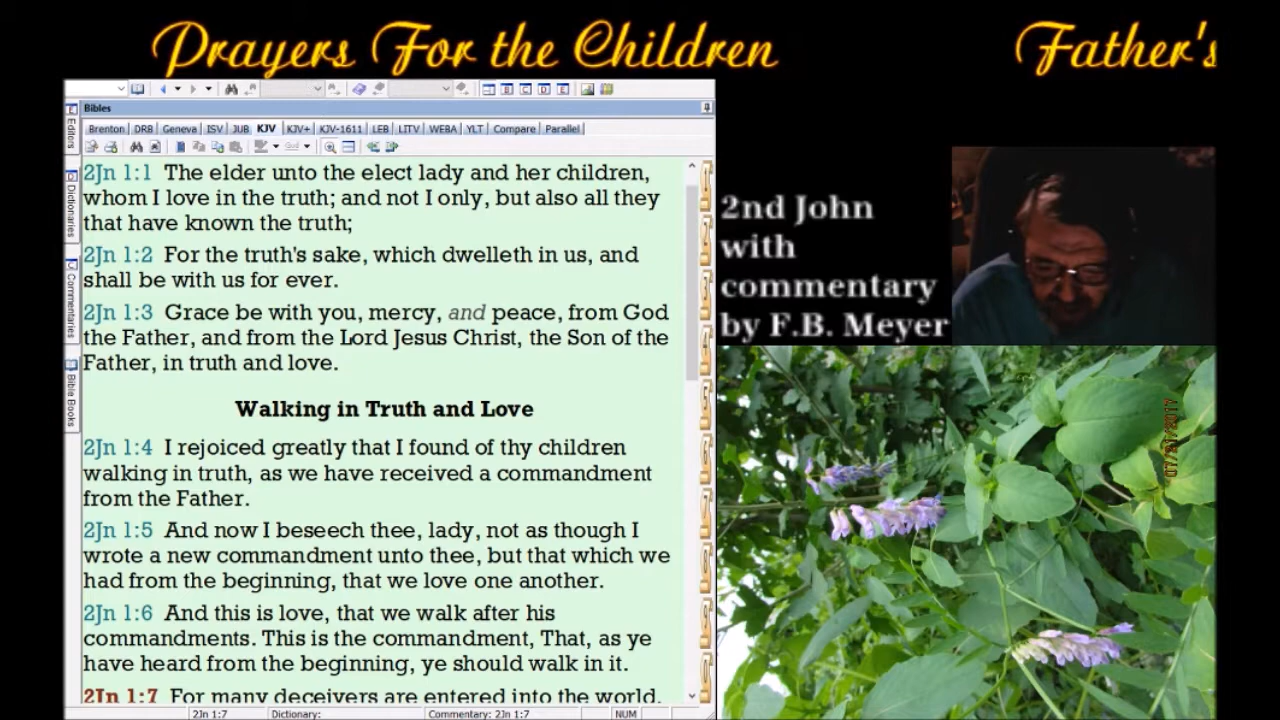 Prayers For the Children Father's
Bibles
Brenton DRB Geneva ISV JUB KJV KJV+ KJV-1611 LEB LITV WEBA YLT Compare Parallel
Editors
Dictionaries
Commentaries
Bible Books
2Jn 1:1 The elder unto the elect lady and her children,
whom I love in the truth; and not I only, but also all they
that have known the truth;
2Jn 1:2 For the truth's sake, which dwelleth in us, and
shall be with us for ever.
2Jn 1:3 Grace be with you, mercy, and peace, from God
the Father, and from the Lord Jesus Christ, the Son of the
Father, in truth and love.
Walking in Truth and Love
2Jn 1:4 I rejoiced greatly that I found of thy children
walking in truth, as we have received a commandment
from the Father.
2Jn 1:5 And now I beseech thee, lady, not as though I
wrote a new commandment unto thee, but that which we
had from the beginning, that we love one another.
2Jn 1:6 And this is love, that we walk after his
commandments. This is the commandment, That, as ye
have heard from the beginning, ye should walk in it.
2Jn 1:7 For many deceivers are entered into the world,
2Jn 1:7 Dictionary: Commentary: 2Jn 1:7 NUM
2nd John
with
commentary
by F.B. Meyer